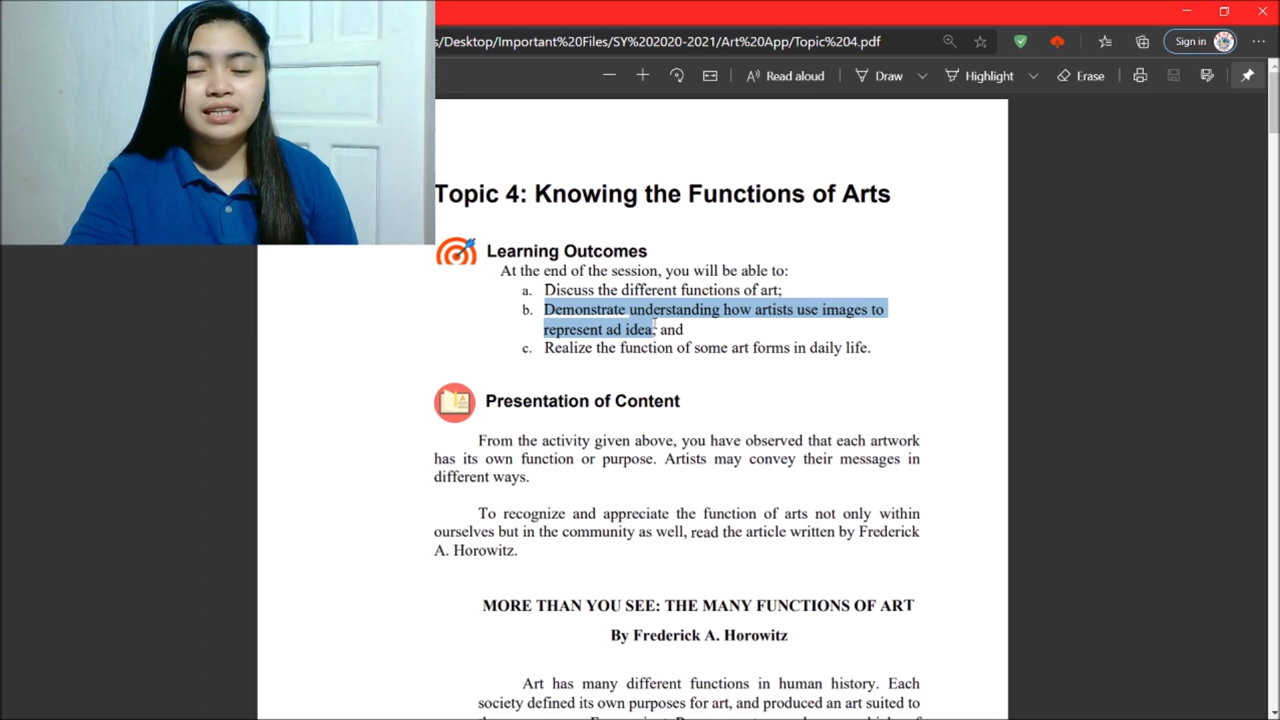 s/Desktop/Important%20Files/SY%202020-2021/Art%20App/Topic%204.pdf
Sign in
Read aloud
Draw
Highlight
Erase
Topic 4: Knowing the Functions of Arts
Learning Outcomes
At the end of the session, you will be able to:
a. Discuss the different functions of art;
b. Demonstrate understanding how artists use images to
represent ad idea; and
c. Realize the function of some art forms in daily life.
Presentation of Content
From the activity given above, you have observed that each artwork
has its own function or purpose. Artists may convey their messages in
different ways.
To recognize and appreciate the function of arts not only within
ourselves but in the community as well, read the article written by Frederick
A. Horowitz.
MORE THAN YOU SEE: THE MANY FUNCTIONS OF ART
By Frederick A. Horowitz
Art has many different functions in human history. Each
society defined its own purposes for art, and produced an art suited to